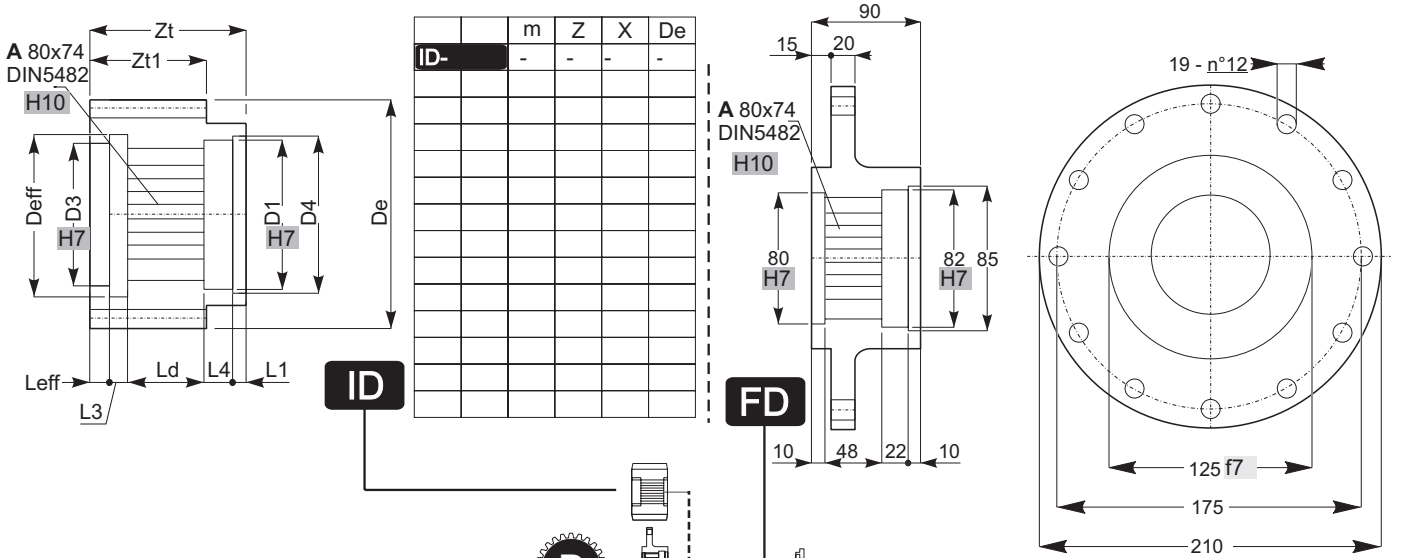 Zt
A 80x74
DIN5482
H10
Zt1
Deff
D3
H7
D1
H7
D4
De
Leff
L3
Ld
L4
L1
m Z X De
ID- - - - -
ID
90
15 20
A 80x74
DIN5482
H10
80
H7
82
H7
85
FD
10 48 22 10
19 - n°12
125 f7
175
210